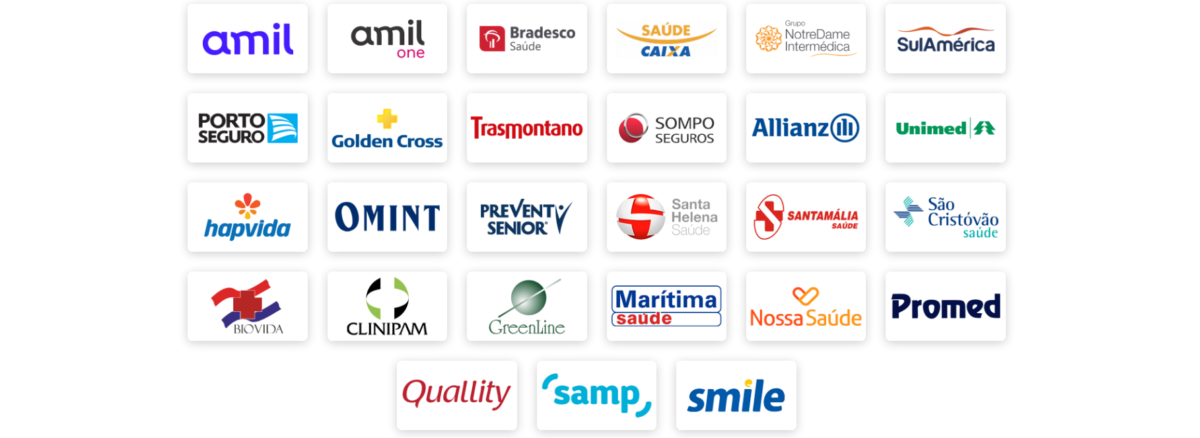 amil
amil
one
Bradesco
Saúde
SAÚDE
CAIXA
Grupo
NotreDame
Intermédica
SulAmérica
PORTO
SEGURO
Golden Cross
Trasmontano
SOMPO
SEGUROS
Allianz
Unimed
hapvida
OMINT
PREVENT
SENIOR
Santa
Helena
Saúde
SANTAMÁLIA
SAÚDE
São
Cristóvão
saúde
BIOVIDA
CLINIPAM
GreenLine
Marítima
saúde
Nossa Saúde
Promed
Quallity
samp
smile